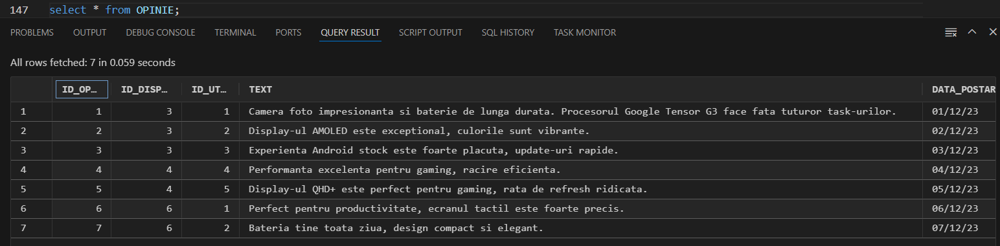 147 select * from OPINIE;
PROBLEMS OUTPUT DEBUG CONSOLE TERMINAL PORTS QUERY RESULT SCRIPT OUTPUT SQL HISTORY TASK MONITOR
All rows fetched: 7 in 0.059 seconds
ID_OP… ID_DISP… ID_UT… TEXT DATA_POSTAR
1 1 3 1 Camera foto impresionanta si baterie de lunga durata. Procesorul Google Tensor G3 face fata tuturor task-urilor. 01/12/23
2 2 3 2 Display-ul AMOLED este exceptional, culorile sunt vibrante. 02/12/23
3 3 3 3 Experienta Android stock este foarte placuta, update-uri rapide. 03/12/23
4 4 4 4 Performanta excelenta pentru gaming, racire eficienta. 04/12/23
5 5 4 5 Display-ul QHD+ este perfect pentru gaming, rata de refresh ridicata. 05/12/23
6 6 6 1 Perfect pentru productivitate, ecranul tactil este foarte precis. 06/12/23
7 7 6 2 Bateria tine toata ziua, design compact si elegant. 07/12/23